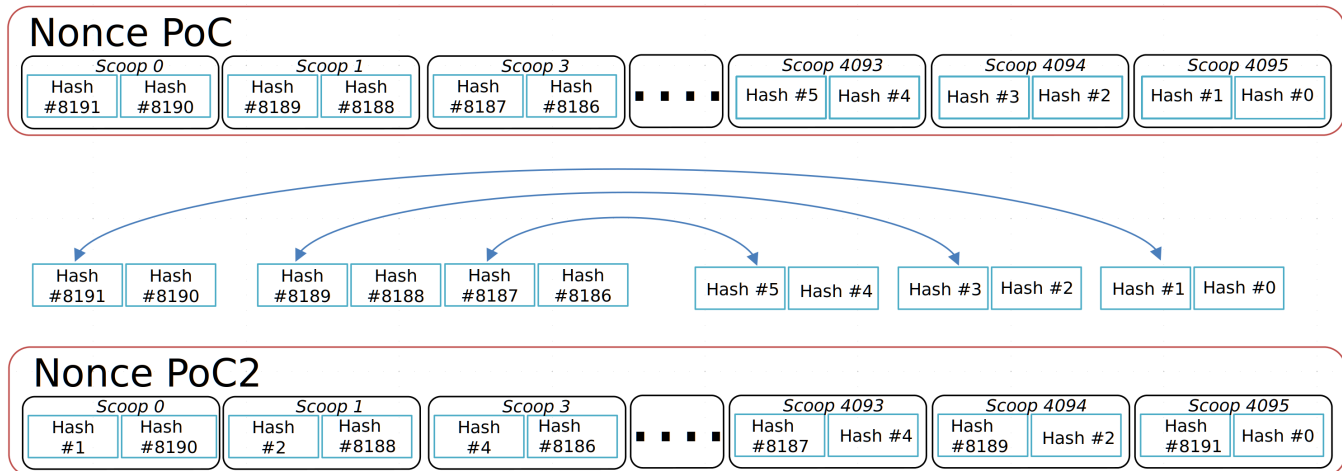 Nonce PoC
Scoop 0 Scoop 1 Scoop 3 Scoop 4093 Scoop 4094 Scoop 4095
Hash Hash Hash Hash Hash Hash
#8191 #8190 #8189 #8188 #8187 #8186 . . . . Hash #5 Hash #4 Hash #3 Hash #2 Hash #1 Hash #0
Hash Hash Hash Hash Hash Hash
#8191 #8190 #8189 #8188 #8187 #8186 Hash #5 Hash #4 Hash #3 Hash #2 Hash #1 Hash #0
Nonce PoC2
Scoop 0 Scoop 1 Scoop 3 Scoop 4093 Scoop 4094 Scoop 4095
Hash Hash Hash Hash Hash Hash Hash Hash Hash
#1 #8190 #2 #8188 #4 #8186 . . . . #8187 Hash #4 #8189 Hash #2 #8191 Hash #0